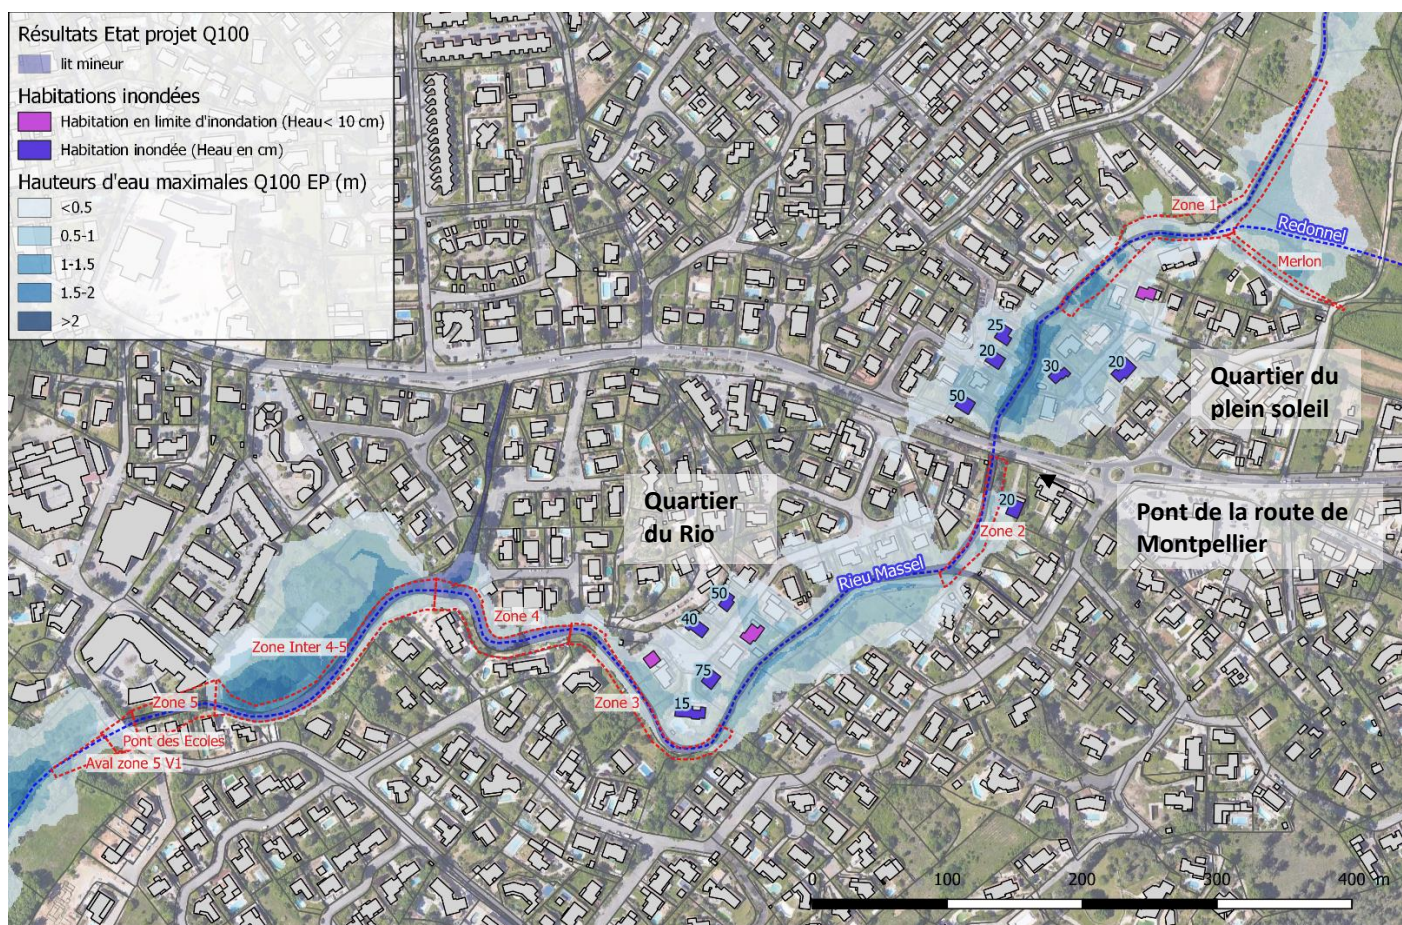 Résultats Etat projet Q100
lit mineur
Habitations inondées
Habitation en limite d'inondation (Heau< 10 cm)
Habitation inondée (Heau en cm)
Hauteurs d'eau maximales Q100 EP (m)
<0.5
0.5-1
1-1.5
1.5-2
>2
Zone 1
Redonnel
Merlon
25
20
30
20
50
Quartier du
plein soleil
Quartier
du Rio
20
Zone 2
Pont de la route de
Montpellier
Rieu Massel
50
40
75
15
Zone 4
Zone Inter 4-5
Zone 3
Zone 5
Pont des Ecoles
Aval zone 5 V1
0 100 200 300 400 m